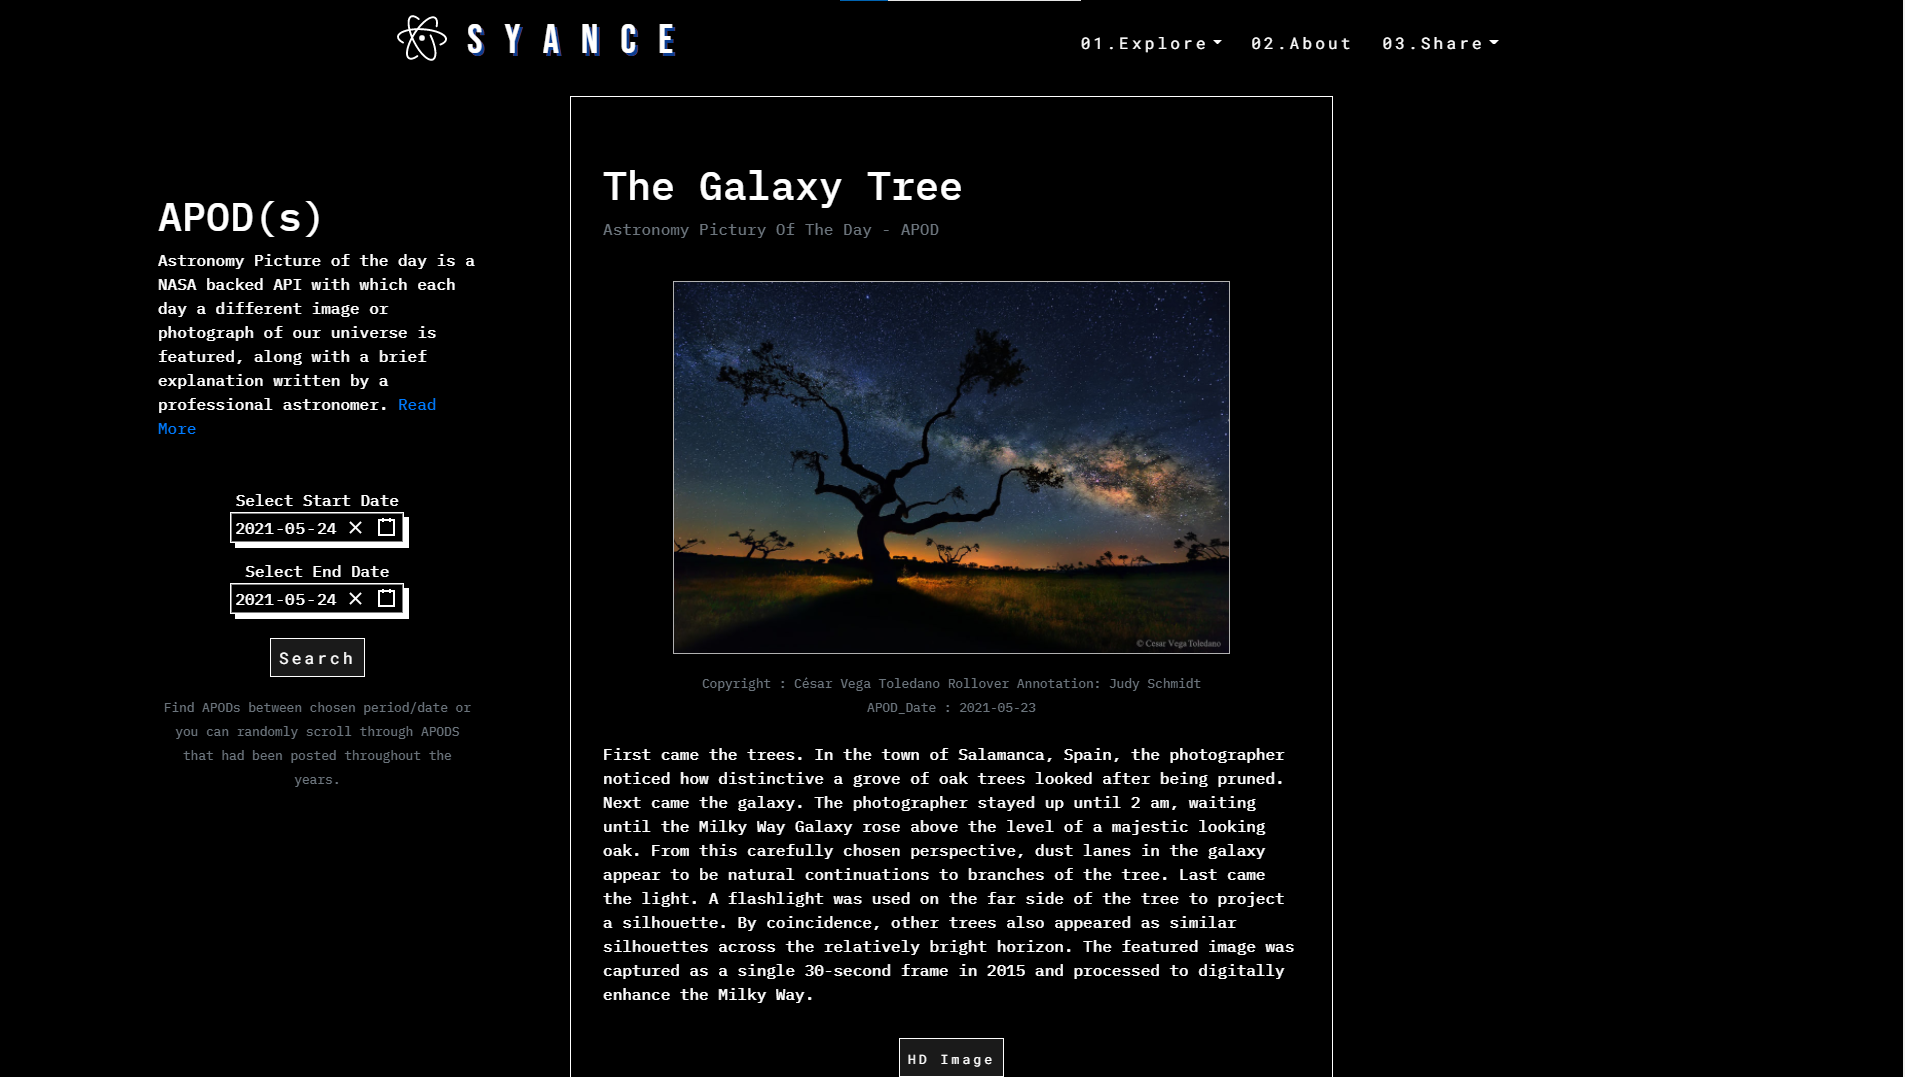 SYANCE
01.Explore
02.About
03.Share
APOD(s)
Astronomy Picture of the day is a
NASA backed API with which each
day a different image or
photograph of our universe is
featured, along with a brief
explanation written by a
professional astronomer. Read
More
Select Start Date
2021-05-24
Select End Date
2021-05-24
Search
Find APODs between chosen period/date or
you can randomly scroll through APODS
that had been posted throughout the
years.
The Galaxy Tree
Astronomy Pictury Of The Day - APOD
© Cesar Vega Toledano
Copyright : César Vega Toledano Rollover Annotation: Judy Schmidt
APOD_Date : 2021-05-23
First came the trees. In the town of Salamanca, Spain, the photographer
noticed how distinctive a grove of oak trees looked after being pruned.
Next came the galaxy. The photographer stayed up until 2 am, waiting
until the Milky Way Galaxy rose above the level of a majestic looking
oak. From this carefully chosen perspective, dust lanes in the galaxy
appear to be natural continuations to branches of the tree. Last came
the light. A flashlight was used on the far side of the tree to project
a silhouette. By coincidence, other trees also appeared as similar
silhouettes across the relatively bright horizon. The featured image was
captured as a single 30-second frame in 2015 and processed to digitally
enhance the Milky Way.
HD Image